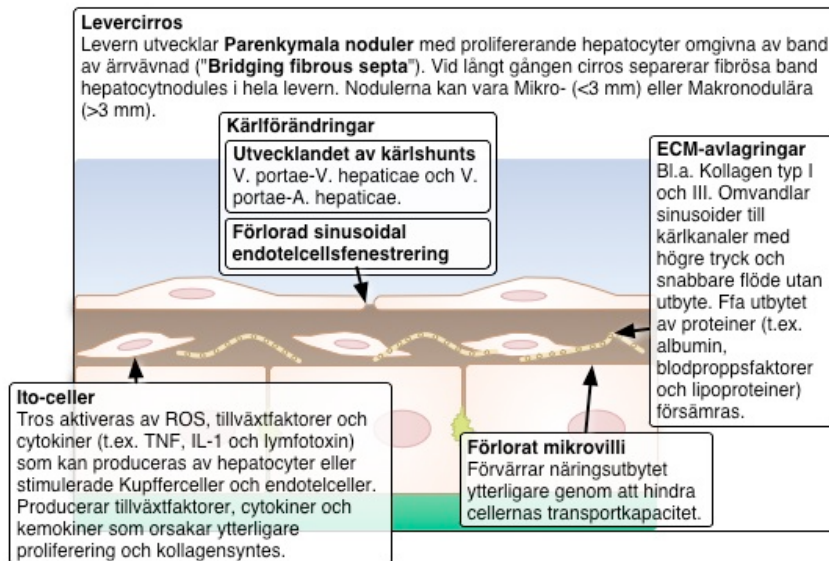 Levercirros
Levern utvecklar Parenkymala noduler med prolifererande hepatocyter omgivna av band
av ärrvävnad ("Bridging fibrous septa"). Vid långt gången cirros separerar fibrösa band
hepatocytnodules i hela levern. Nodulerna kan vara Mikro- (<3 mm) eller Makronodulära
(>3 mm).
Kärlförändringar
Utvecklandet av kärlshunts
V. portae-V. hepaticae och V.
portae-A. hepaticae.
Förlorad sinusoidal
endotelcellsfenestrering
ECM-avlagringar
Bl.a. Kollagen typ I
och III. Omvandlar
sinusoider till
kärlkanaler med
högre tryck och
snabbare flöde utan
utbyte. Ffa utbytet
av proteiner (t.ex.
albumin,
blodproppsfaktorer
och lipoproteiner)
försämras.
Ito-celler
Tros aktiveras av ROS, tillväxtfaktorer och
cytokiner (t.ex. TNF, IL-1 och lymfotoxin)
som kan produceras av hepatocyter eller
stimulerade Kupfferceller och endotelceller.
Producerar tillväxtfaktorer, cytokiner och
kemokiner som orsakar ytterligare
proliferering och kollagensyntes.
Förlorat mikrovilli
Förvärrar näringsutbytet
ytterligare genom att hindra
cellernas transportkapacitet.